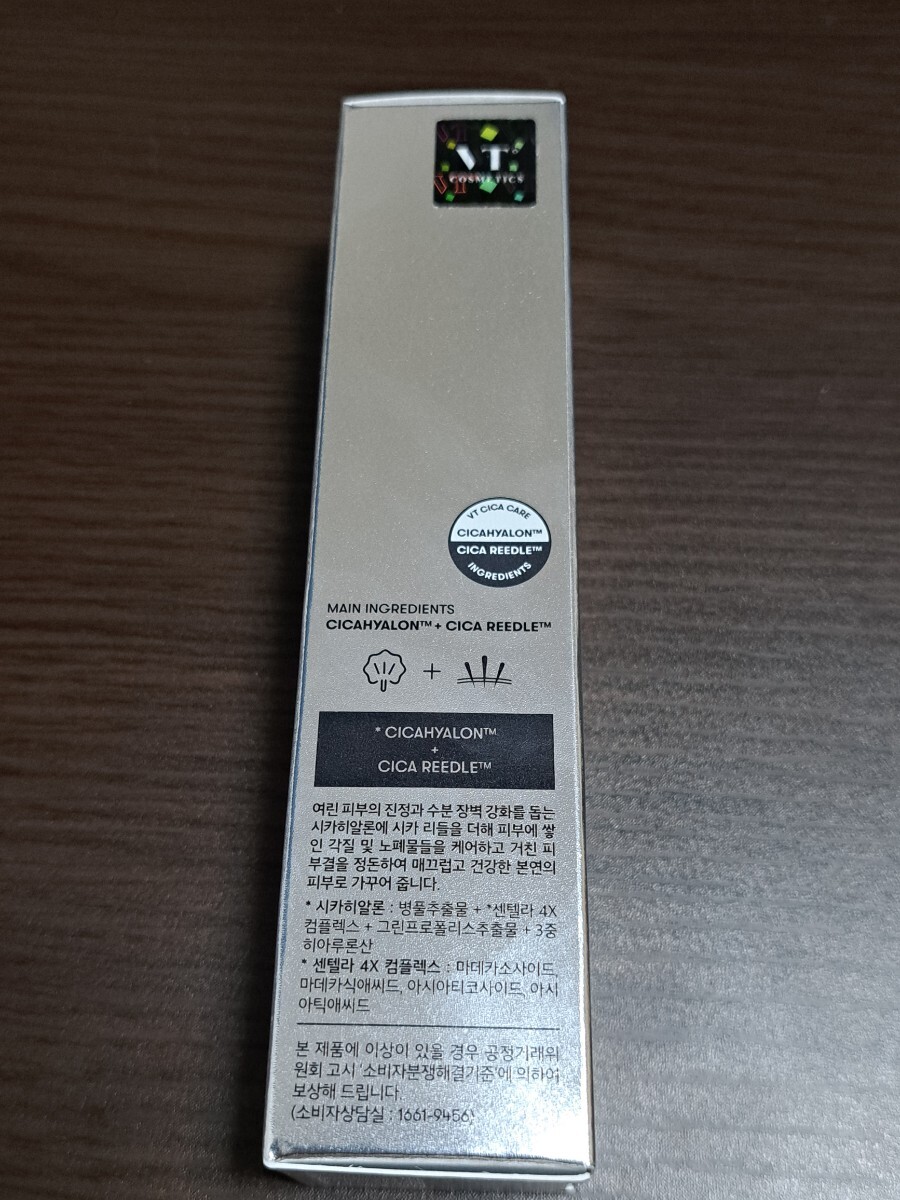 VT
COSMETICS
VT CICA CARE
CICAHYALON™
CICA REEDLE™
INGREDIENTS
MAIN INGREDIENTS
CICAHYALON™ + CICA REEDLE™
+
* CICAHYALON™
+
CICA REEDLE™
여린 피부의 진정과 수분 장벽 강화를 돕는
시카히알론에 시카 리들을 더해 피부에 쌓
인 각질 및 노폐물들을 케어하고 거친 피
부결을 정돈하여 매끄럽고 건강한 본연의
피부로 가꾸어 줍니다.
* 시카히알론 : 병풀추출물 + *센텔라 4X
컴플렉스 + 그린프로폴리스추출물 + 3중
히아루론산
* 센텔라 4X 컴플렉스 : 마데카소사이드,
마데카식애씨드, 아시아티코사이드, 아시
아틱애씨드
본 제품에 이상이 있을 경우 공정거래위
원회 고시 '소비자분쟁해결기준'에 의하여
보상해 드립니다.
(소비자상담실 : 1661-9456)